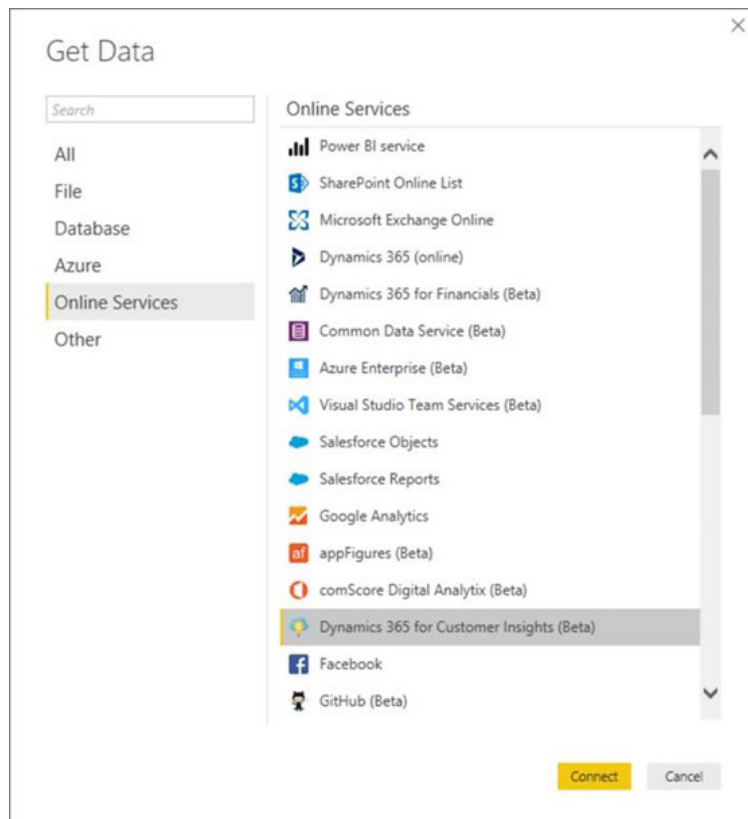 Get Data
Search
All
File
Database
Azure
Online Services
Other
Online Services
Power BI service
SharePoint Online List
Microsoft Exchange Online
Dynamics 365 (online)
Dynamics 365 for Financials (Beta)
Common Data Service (Beta)
Azure Enterprise (Beta)
Visual Studio Team Services (Beta)
Salesforce Objects
Salesforce Reports
Google Analytics
af appFigures (Beta)
comScore Digital Analytix (Beta)
Dynamics 365 for Customer Insights (Beta)
Facebook
GitHub (Beta)
Connect Cancel